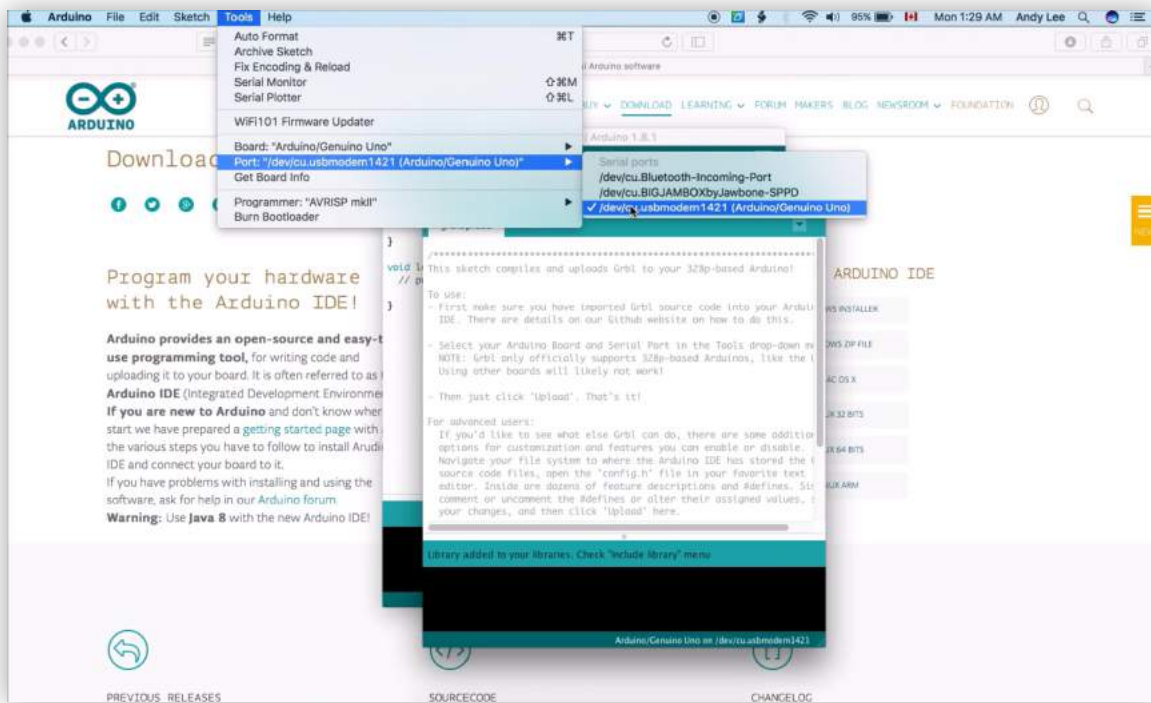 Arduino File Edit Sketch Tools Help
95% Mon 1:29 AM Andy Lee
Auto Format ⌘T
Archive Sketch
Fix Encoding & Reload
Serial Monitor ⇧⌘M
Serial Plotter ⇧⌘L
WiFi101 Firmware Updater
Board: "Arduino/Genuino Uno"
Port: "/dev/cu.usbmodem1421 (Arduino/Genuino Uno)"
Get Board Info
Programmer: "AVRISP mkII"
Burn Bootloader
Serial ports
/dev/cu.Bluetooth-Incoming-Port
/dev/cu.BIGJAMBOXbyJawbone-SPPD
✓ /dev/cu.usbmodem1421 (Arduino/Genuino Uno)
Arduino software
ARDUINO
DOWNLOAD LEARNING FORUM MAKERS BLOG NEWSROOM FOUNDATION
Arduino 1.8.1
Downloa
Program your hardware
with the Arduino IDE!
Arduino provides an open-source and easy-t
use programming tool, for writing code and
uploading it to your board. It is often referred to as
Arduino IDE (Integrated Development Environme
If you are new to Arduino and don't know wher
start we have prepared a getting started page with
the various steps you have to follow to install Arudi
IDE and connect your board to it.
If you have problems with installing and using the
software, ask for help in our Arduino forum
Warning: Use Java 8 with the new Arduino IDE!
}
void l
// p
}
This sketch compiles and uploads Grbl to your 328p-based Arduino!
To use:
- First make sure you have imported Grbl source code into your Ardui
IDE. There are details on our Github website on how to do this.
- Select your Arduino Board and Serial Port in the Tools drop-down m
NOTE: Grbl only officially supports 328p-based Arduinos, like the
Using other boards will likely not work!
- Then just click 'Upload'. That's it!
For advanced users:
If you'd like to see what else Grbl can do, there are some addition
options for customization and features you can enable or disable.
Navigate your file system to where the Arduino IDE has stored the
source code files, open the 'config.h' file in your favorite text
editor. Inside are dozens of feature descriptions and #defines. Si
comment or uncomment the #defines or alter their assigned values,
your changes, and then click 'Upload' here.
Library added to your libraries. Check "Include library" menu
Arduino/Genuino Uno on /dev/cu.usbmodem1421
ARDUINO IDE
WS INSTALLER
OWS ZIP FILE
AC OS X
UX 32 BITS
UX 64 BITS
UX ARM
PREVIOUS RELEASES
SOURCECODE
CHANGELOG